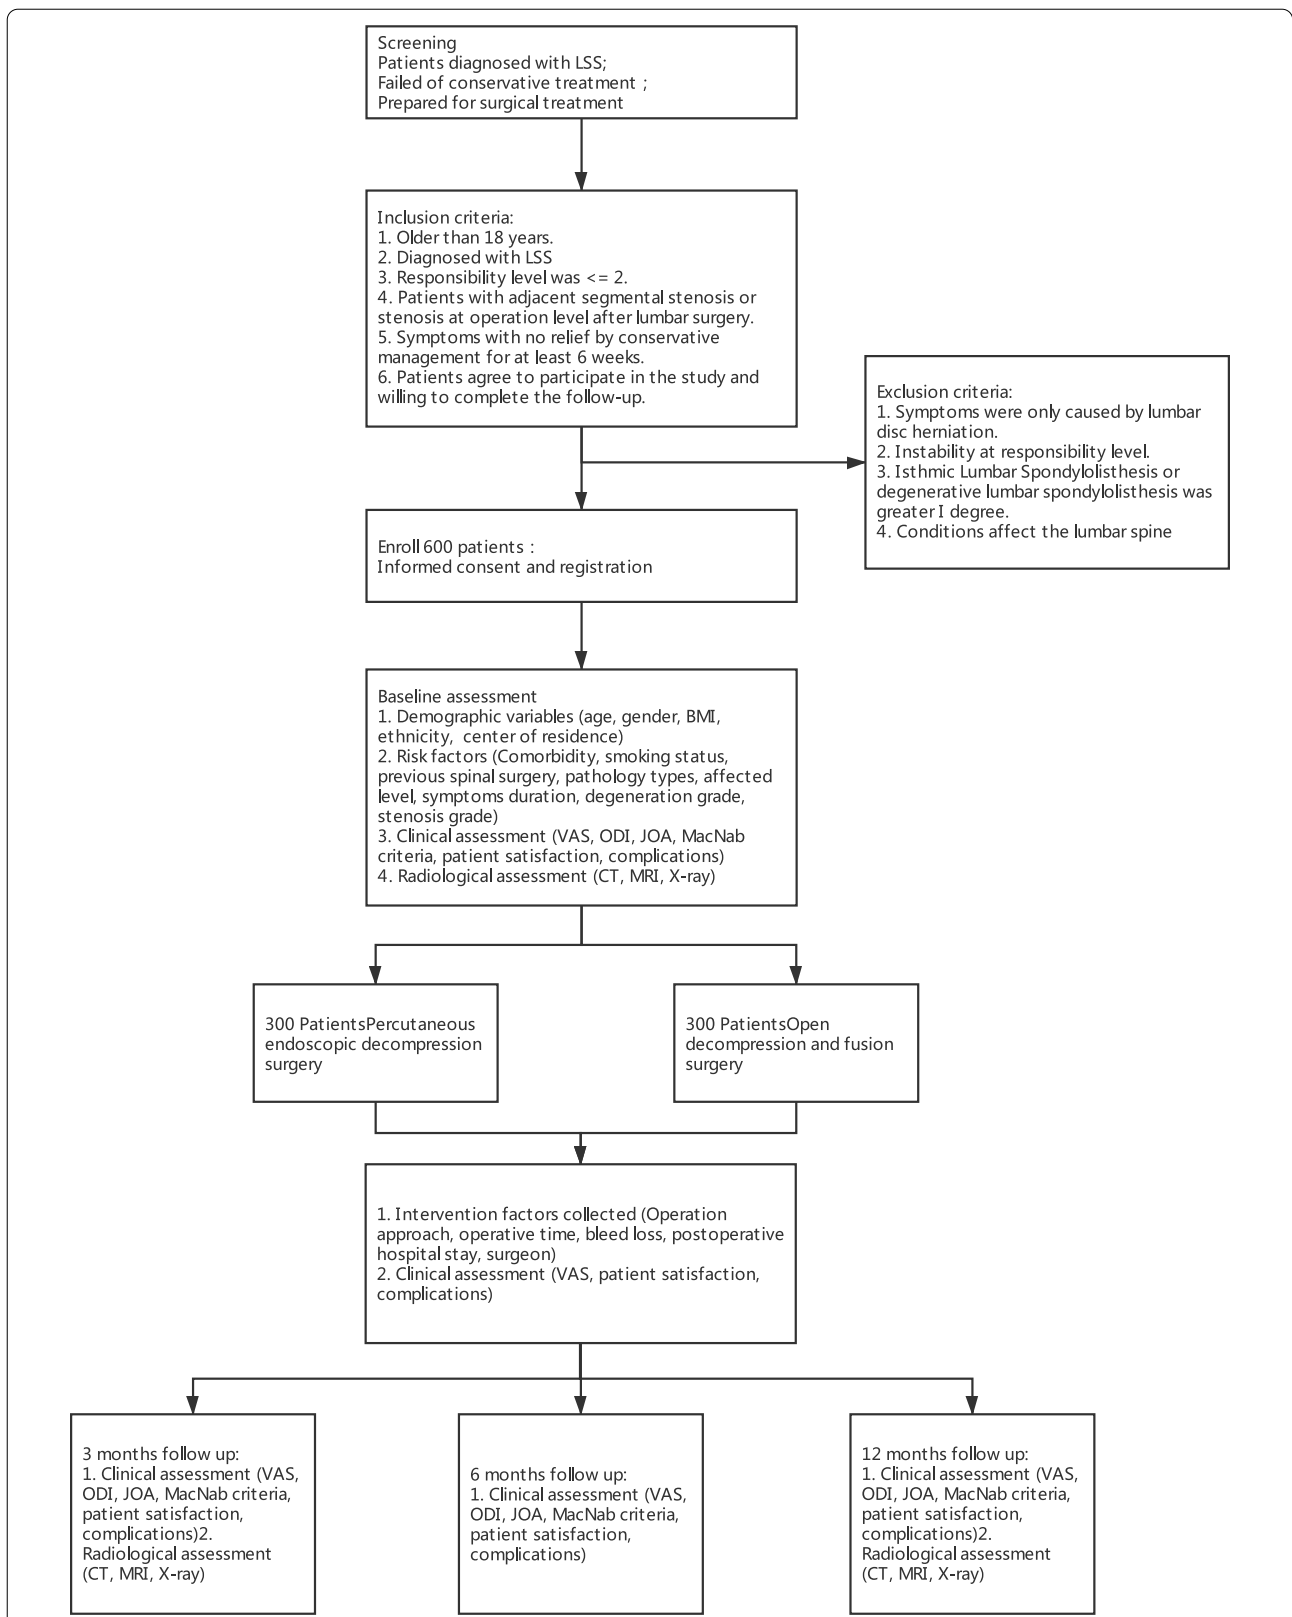 Screening
Patients diagnosed with LSS;
Failed of conservative treatment ;
Prepared for surgical treatment
Inclusion criteria:
1. Older than 18 years.
2. Diagnosed with LSS
3. Responsibility level was <= 2.
4. Patients with adjacent segmental stenosis or
stenosis at operation level after lumbar surgery.
5. Symptoms with no relief by conservative
management for at least 6 weeks.
6. Patients agree to participate in the study and
willing to complete the follow-up.
Exclusion criteria:
1. Symptoms were only caused by lumbar
disc herniation.
2. Instability at responsibility level.
3. Isthmic Lumbar Spondylolisthesis or
degenerative lumbar spondylolisthesis was
greater I degree.
4. Conditions affect the lumbar spine
Enroll 600 patients :
Informed consent and registration
Baseline assessment
1. Demographic variables (age, gender, BMI,
ethnicity, center of residence)
2. Risk factors (Comorbidity, smoking status,
previous spinal surgery, pathology types, affected
level, symptoms duration, degeneration grade,
stenosis grade)
3. Clinical assessment (VAS, ODI, JOA, MacNab
criteria, patient satisfaction, complications)
4. Radiological assessment (CT, MRI, X-ray)
300 PatientsPercutaneous
endoscopic decompression
surgery
300 PatientsOpen
decompression and fusion
surgery
1. Intervention factors collected (Operation
approach, operative time, bleed loss, postoperative
hospital stay, surgeon)
2. Clinical assessment (VAS, patient satisfaction,
complications)
3 months follow up:
1. Clinical assessment (VAS,
ODI, JOA, MacNab criteria,
patient satisfaction,
complications)2.
Radiological assessment
(CT, MRI, X-ray)
6 months follow up:
1. Clinical assessment (VAS,
ODI, JOA, MacNab criteria,
patient satisfaction,
complications)
12 months follow up:
1. Clinical assessment (VAS,
ODI, JOA, MacNab criteria,
patient satisfaction,
complications)2.
Radiological assessment
(CT, MRI, X-ray)